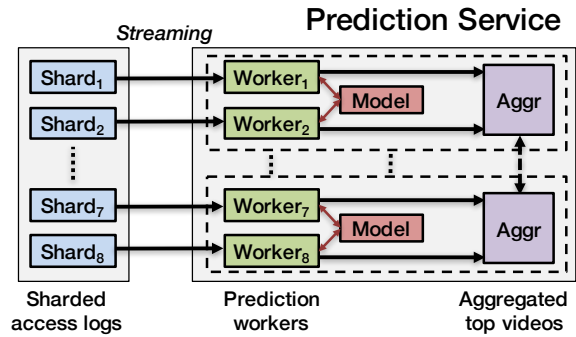 Prediction Service
Streaming
Shard1
Worker1
Model
Aggr
Shard2
Worker2
Shard7
Worker7
Model
Aggr
Shard8
Worker8
Sharded
access logs
Prediction
workers
Aggregated
top videos